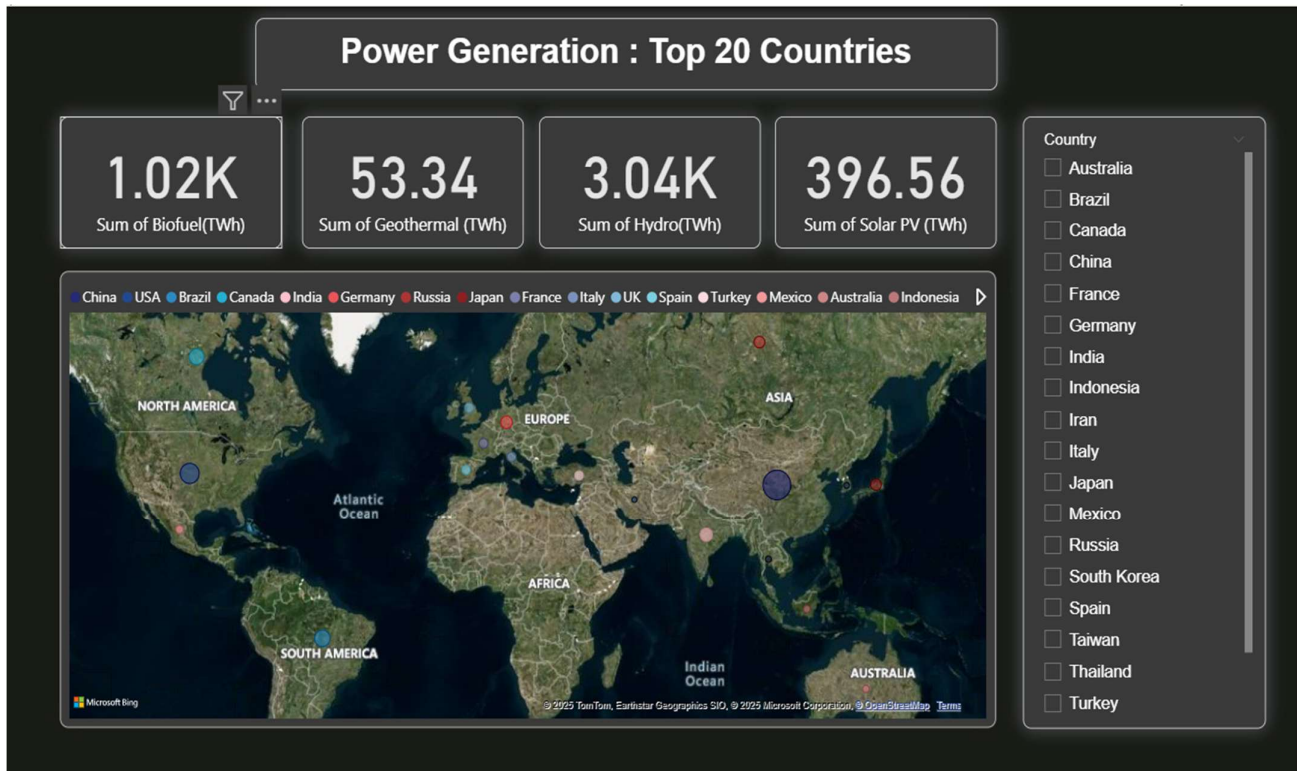 Power Generation : Top 20 Countries
1.02K
Sum of Biofuel(TWh)
53.34
Sum of Geothermal (TWh)
3.04K
Sum of Hydro(TWh)
396.56
Sum of Solar PV (TWh)
China USA Brazil Canada India Germany Russia Japan France Italy UK Spain Turkey Mexico Australia Indonesia
NORTH AMERICA
ASIA
EUROPE
Atlantic
Ocean
AFRICA
SOUTH AMERICA
Indian
Ocean
AUSTRALIA
Microsoft Bing
© 2025 TomTom, Earthstar Geographics SIO, © 2025 Microsoft Corporation, © OpenStreetMap Terms
Country
Australia
Brazil
Canada
China
France
Germany
India
Indonesia
Iran
Italy
Japan
Mexico
Russia
South Korea
Spain
Taiwan
Thailand
Turkey